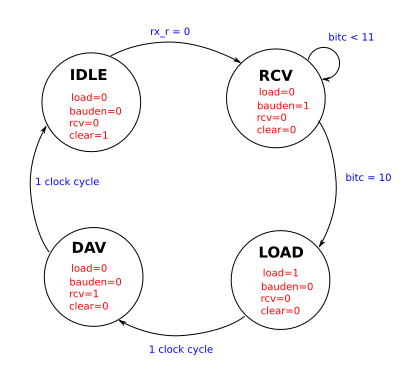 rx_r = 0
bitc < 11
IDLE
load=0
bauden=0
rcv=0
clear=1
RCV
load=0
bauden=1
rcv=0
clear=0
1 clock cycle
bitc = 10
DAV
load=0
bauden=0
rcv=1
clear=0
LOAD
load=1
bauden=0
rcv=0
clear=0
1 clock cycle